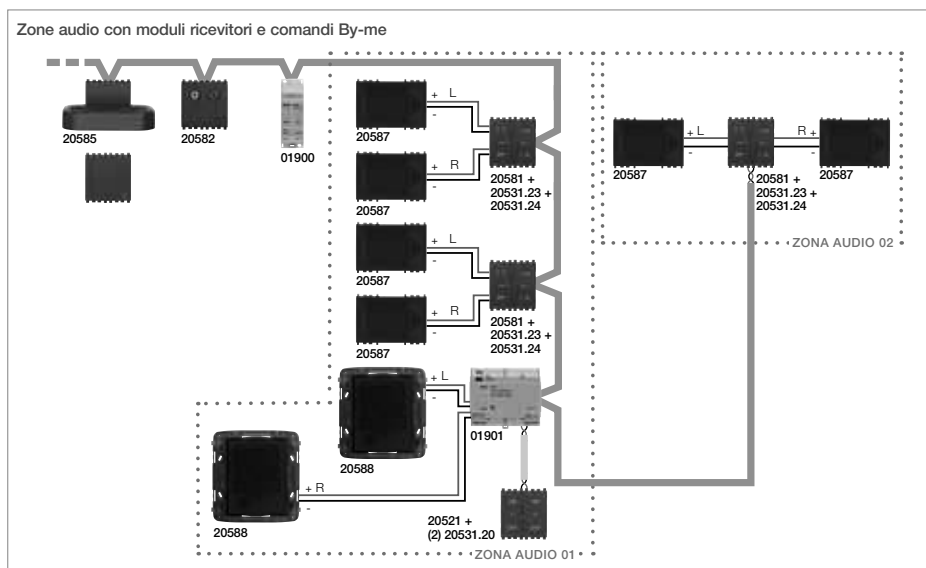 Zone audio con moduli ricevitori e comandi By-me
20585
20582
01900
+ L
-
20587
+ R
-
20587
20581 +
20531.23 +
20531.24
+ L
-
20587
+ R
-
20587
20581 +
20531.23 +
20531.24
+ L
-
20588
01901
+ R
-
20588
20521 +
(2) 20531.20
ZONA AUDIO 01
+ L
-
R +
-
20587
20581 +
20531.23 +
20531.24
20587
ZONA AUDIO 02